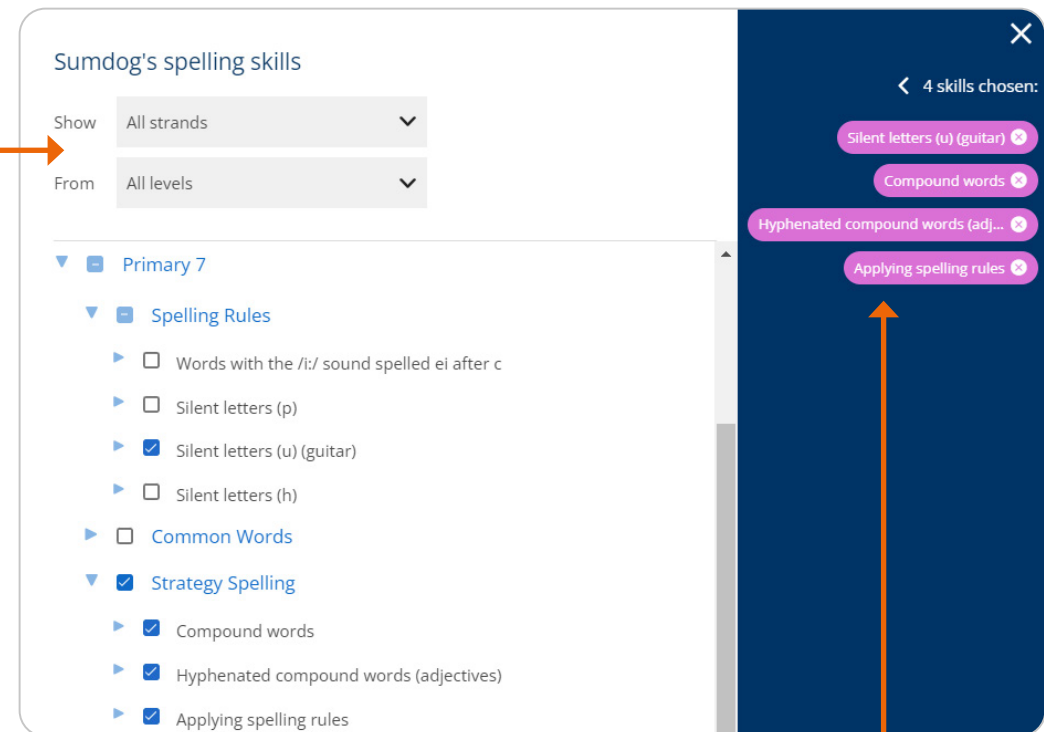 Sumdog's spelling skills
Show All strands
From All levels
Primary 7
Spelling Rules
Words with the /i:/ sound spelled ei after c
Silent letters (p)
Silent letters (u) (guitar)
Silent letters (h)
Common Words
Strategy Spelling
Compound words
Hyphenated compound words (adjectives)
Applying spelling rules
4 skills chosen:
Silent letters (u) (guitar)
Compound words
Hyphenated compound words (adj...
Applying spelling rules